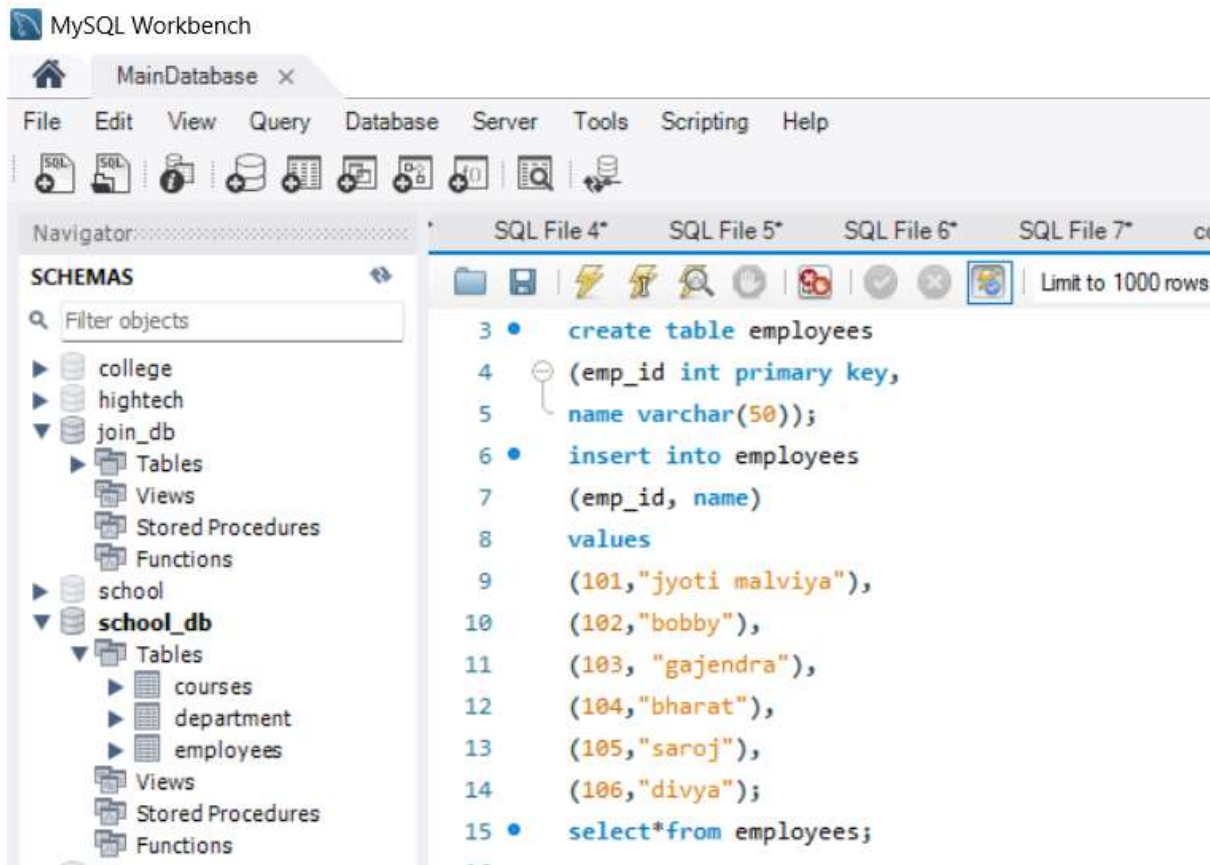 MySQL Workbench
MainDatabase
File Edit View Query Database Server Tools Scripting Help
Navigator
SQL File 4* SQL File 5* SQL File 6* SQL File 7*
SCHEMAS
Limit to 1000 rows
Filter objects
college
hightech
join_db
Tables
Views
Stored Procedures
Functions
school
school_db
Tables
courses
department
employees
Views
Stored Procedures
Functions
3 create table employees
4 (emp_id int primary key,
5 name varchar(50));
6 insert into employees
7 (emp_id, name)
8 values
9 (101,"jyoti malviya"),
10 (102,"bobby"),
11 (103, "gajendra"),
12 (104,"bharat"),
13 (105,"saroj"),
14 (106,"divya");
15 select*from employees;